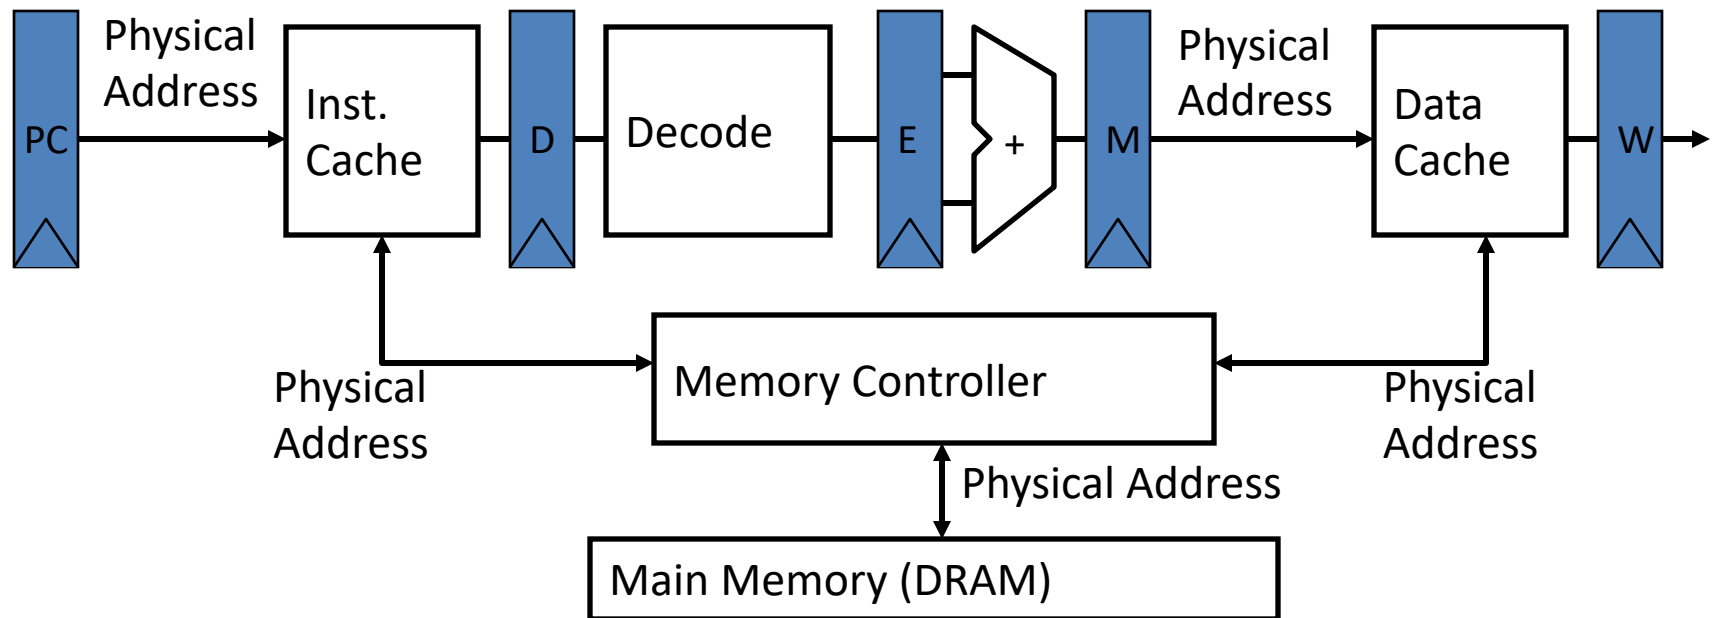 PC
Physical
Address
Inst.
Cache
D
Decode
E
+
M
Physical
Address
Data
Cache
W
Physical
Address
Memory Controller
Physical
Address
Physical Address
Main Memory (DRAM)